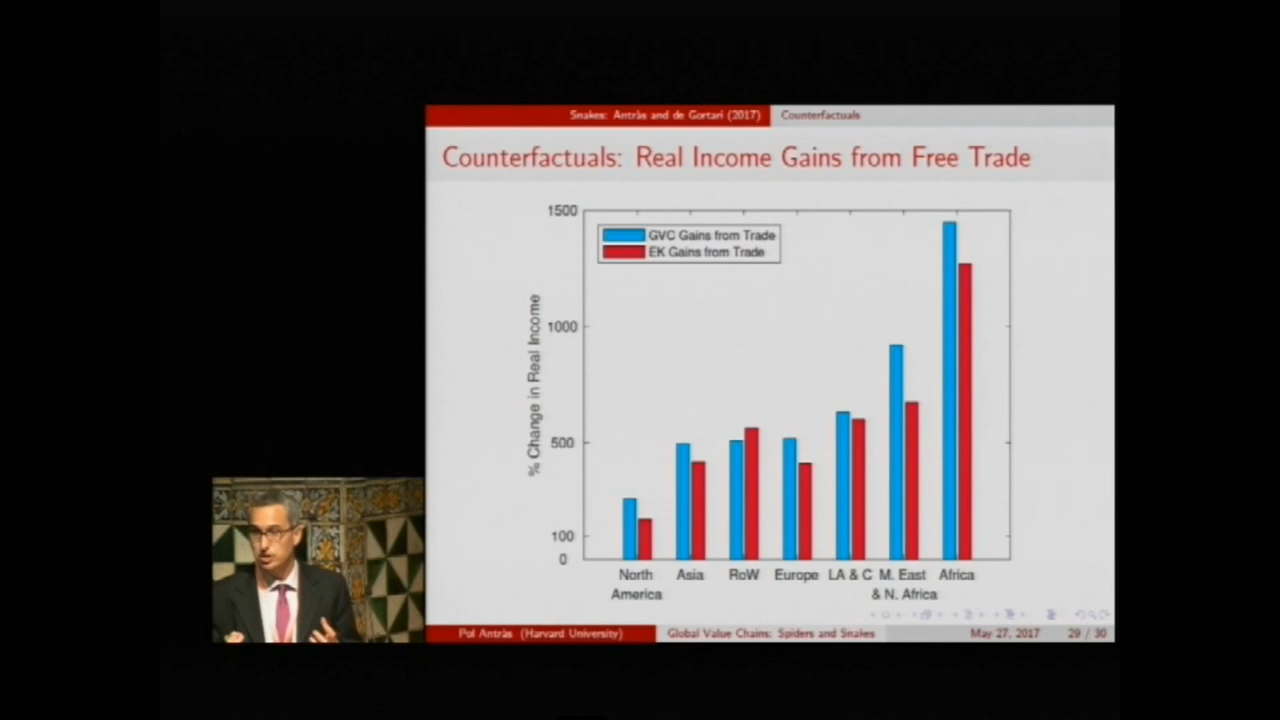 Snakes: Antràs and de Gortari (2017) Counterfactuals
Counterfactuals: Real Income Gains from Free Trade
1500
GVC Gains from Trade
EK Gains from Trade
% Change in Real Income
1000
500
100
0
North America
Asia
RoW
Europe
LA & C
M. East & N. Africa
Africa
Pol Antràs (Harvard University) Global Value Chains: Spiders and Snakes May 27, 2017 29 / 30